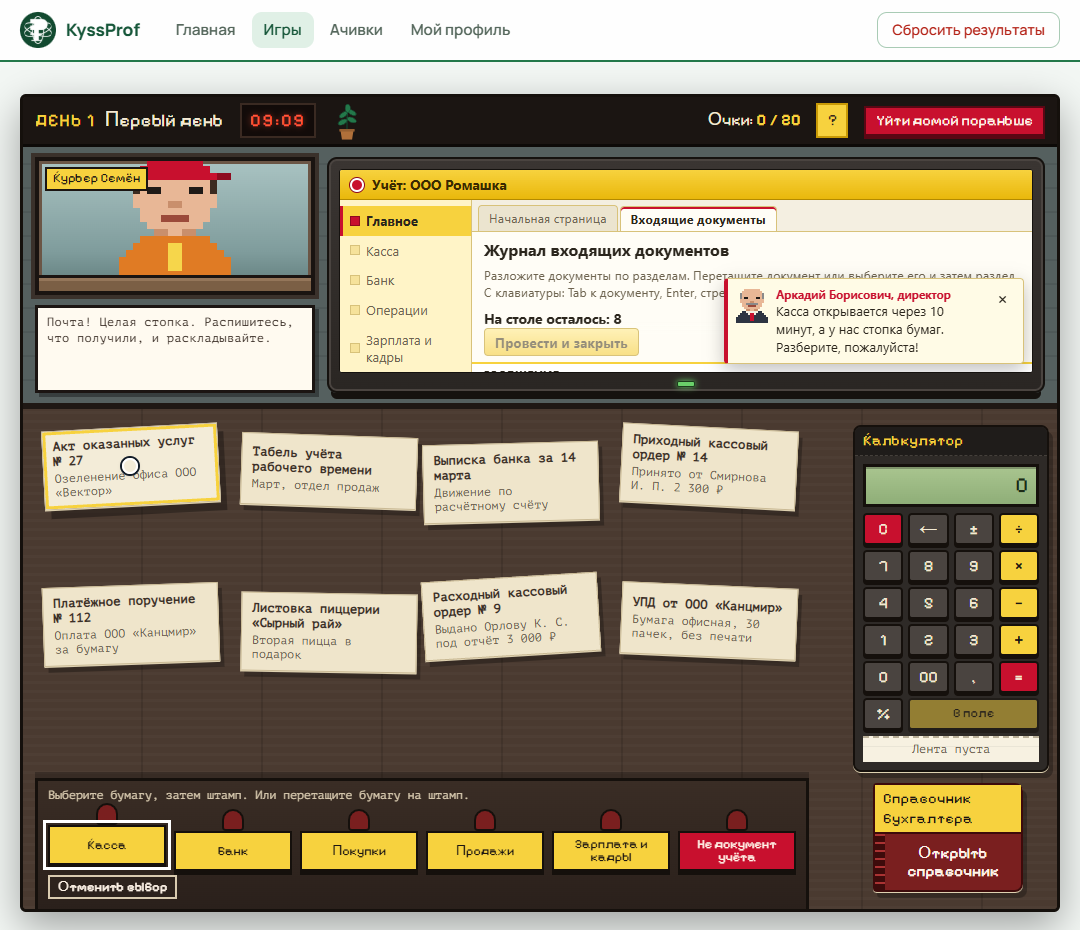 KyssProf
Главная
Игры
Ачивки
Мой профиль
Сбросить результаты
ДЕНЬ 1
Первый день
09:09
Очки: 0 / 80
?
Уйти домой пораньше
Курьер Семён
Почта! Целая стопка. Распишитесь,
что получили, и раскладывайте.
Учёт: ООО Ромашка
Главное
Касса
Банк
Операции
Зарплата и
кадры
Начальная страница
Входящие документы
Журнал входящих документов
Разложите документы по разделам. Перетащите документ или выберите его и затем раздел.
С клавиатуры: Tab к документу, Enter, стре
На столе осталось: 8
Провести и закрыть
Аркадий Борисович, директор
Касса открывается через 10
минут, а у нас стопка бумаг.
Разберите, пожалуйста!
×
Акт оказанных услуг
№ 27
Озеленение офиса ООО
«Вектор»
Табель учёта
рабочего времени
Март, отдел продаж
Выписка банка за 14
марта
Движение по
расчётному счёту
Приходный кассовый
ордер № 14
Принято от Смирнова
И. П. 2 300 ₽
Платёжное поручение
№ 112
Оплата ООО «Канцмир»
за бумагу
Листовка пиццерии
«Сырный рай»
Вторая пицца в
подарок
Расходный кассовый
ордер № 9
Выдано Орлову К. С.
под отчёт 3 000 ₽
УПД от ООО «Канцмир»
Бумага офисная, 30
пачек, без печати
Калькулятор
0
0 ← ± ÷
7 8 9 ×
4 5 6 −
1 2 3 +
0 00 , =
% В поле
Лента пуста
Выберите бумагу, затем штамп. Или перетащите бумагу на штамп.
Касса
Банк
Покупки
Продажи
Зарплата и
кадры
Не документ
учёта
Отменить выбор
Справочник
бухгалтера
Открыть
справочник